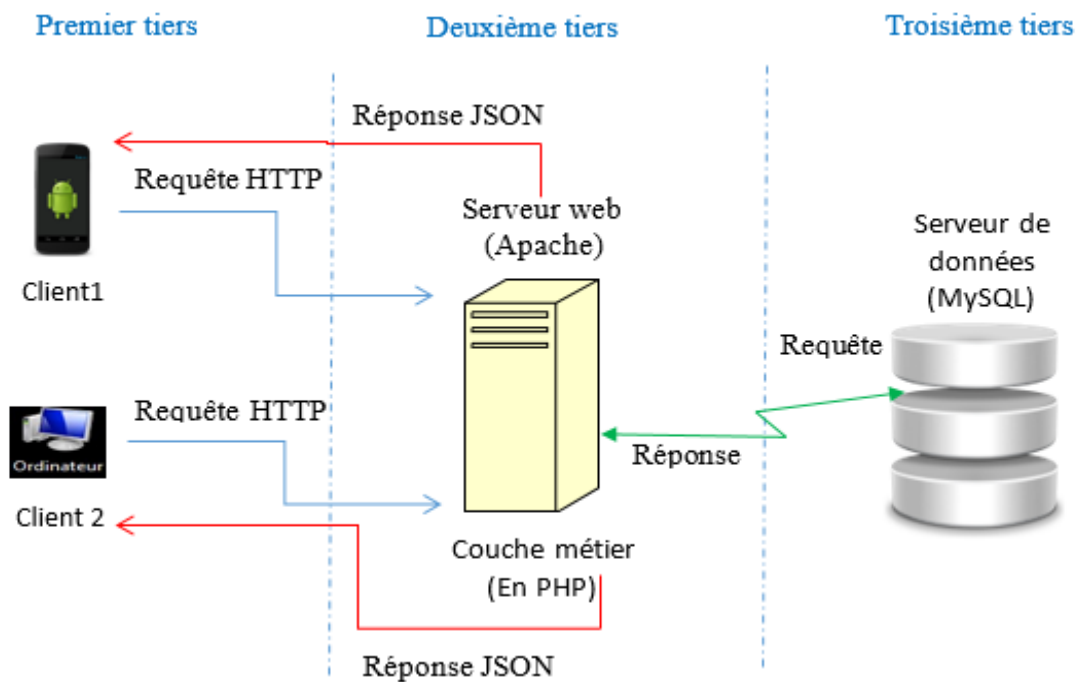 Premier tiers
Deuxième tiers
Troisième tiers
Réponse JSON
Requête HTTP
Serveur web
(Apache)
Client1
Serveur de
données
(MySQL)
Requête
Requête HTTP
Ordinateur
Réponse
Client 2
Couche métier
(En PHP)
Réponse JSON